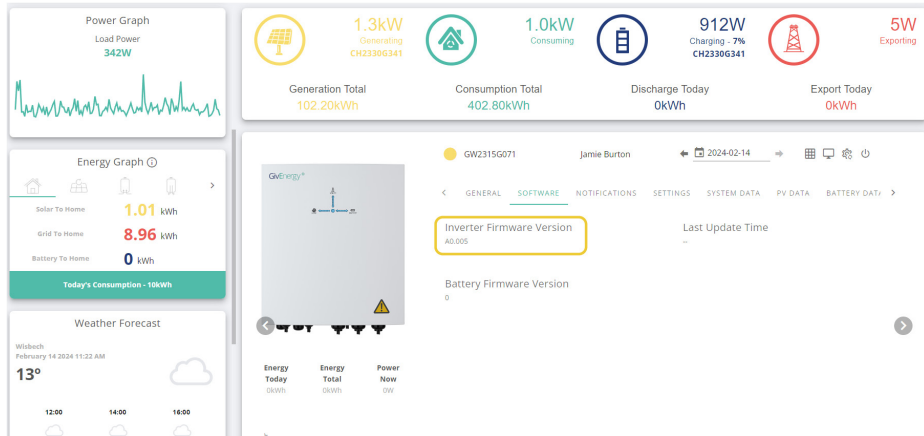 Power Graph
Load Power
342W
1.3kW
Generating
CH2330G341
1.0kW
Consuming
912W
Charging - 7%
CH2330G341
5W
Exporting
Generation Total
102.20kWh
Consumption Total
402.80kWh
Discharge Today
0kWh
Export Today
0kWh
Energy Graph
Solar To Home 1.01 kWh
Grid To Home 8.96 kWh
Battery To Home 0 kWh
Today's Consumption - 10kWh
Weather Forecast
Wisbech
February 14 2024 11:22 AM
13°
12:00 14:00 16:00
GivEnergy
Energy Today
0kWh
Energy Total
0kWh
Power Now
0W
GW2315G071 Jamie Burton 2024-02-14
GENERAL SOFTWARE NOTIFICATIONS SETTINGS SYSTEM DATA PV DATA BATTERY DATA
Inverter Firmware Version
A0.005
Last Update Time
--
Battery Firmware Version
0